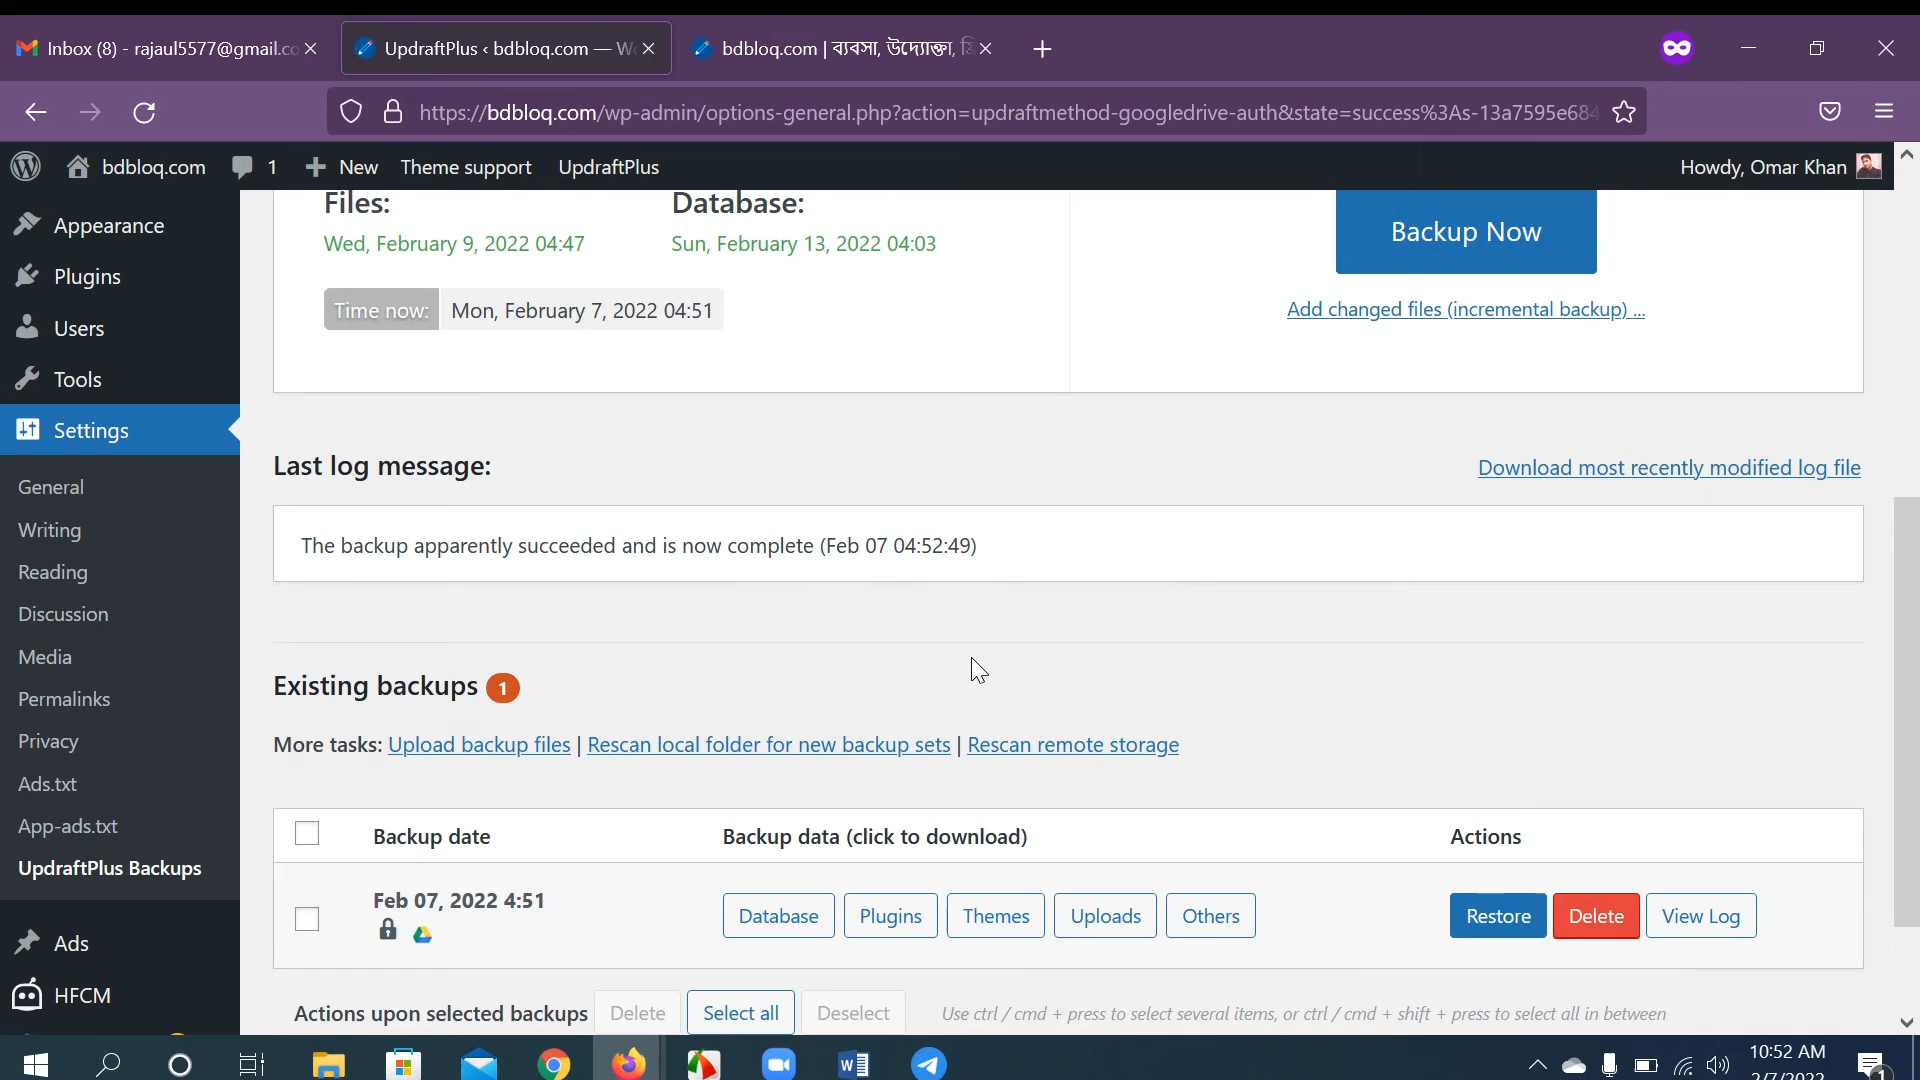 Inbox (8) - rajaul5577@gmail.co
UpdraftPlus ‹ bdbloq.com — W
bdbloq.com | ব্যবসা, উদ্যোক্তা,
https://bdbloq.com/wp-admin/options-general.php?action=updraftmethod-googledrive-auth&state=success%3As-13a7595e684
bdbloq.com
1
New
Theme support
UpdraftPlus
Howdy, Omar Khan
Appearance
Plugins
Users
Tools
Settings
General
Writing
Reading
Discussion
Media
Permalinks
Privacy
Ads.txt
App-ads.txt
UpdraftPlus Backups
Ads
HFCM
Files:
Database:
Wed, February 9, 2022 04:47
Sun, February 13, 2022 04:03
Time now: Mon, February 7, 2022 04:51
Backup Now
Add changed files (incremental backup) ...
Last log message:
Download most recently modified log file
The backup apparently succeeded and is now complete (Feb 07 04:52:49)
Existing backups 1
More tasks: Upload backup files | Rescan local folder for new backup sets | Rescan remote storage
Backup date
Backup data (click to download)
Actions
Feb 07, 2022 4:51
Database
Plugins
Themes
Uploads
Others
Restore
Delete
View Log
Actions upon selected backups
Delete
Select all
Deselect
Use ctrl / cmd + press to select several items, or ctrl / cmd + shift + press to select all in between
10:52 AM
2/7/2022
1